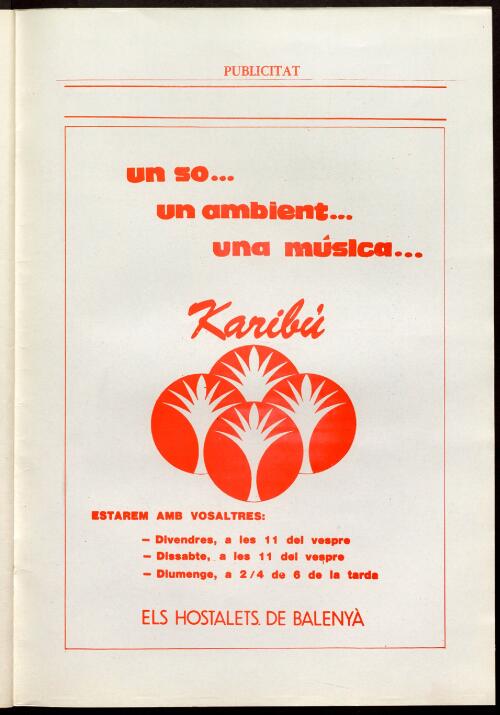 PUBLICITAT
un so...
un ambient...
una música...
Karibú
ESTAREM AMB VOSALTRES:
— Divendres, a les 11 del vespre
— Dissabte, a les 11 del vespre
— Diumenge, a 2/4 de 6 de la tarda
ELS HOSTALETS. DE BALENYÀ